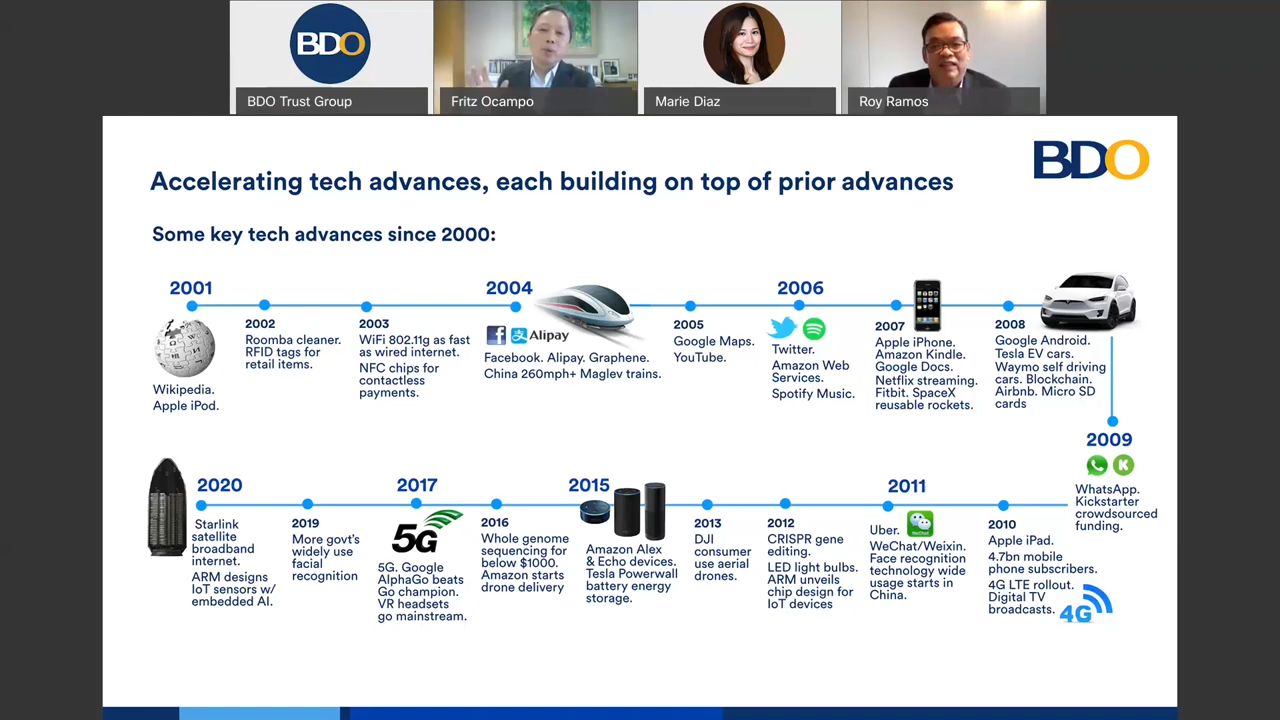 BDO
BDO Trust Group
Fritz Ocampo
Marie Diaz
Roy Ramos
BDO
Accelerating tech advances, each building on top of prior advances
Some key tech advances since 2000:
2001
Wikipedia.
Apple iPod.
2002
Roomba cleaner.
RFID tags for
retail items.
2003
WiFi 802.11g as fast
as wired internet.
NFC chips for
contactless
payments.
2004
Alipay
Facebook. Alipay. Graphene.
China 260mph+ Maglev trains.
2005
Google Maps.
YouTube.
2006
Twitter.
Amazon Web
Services.
Spotify Music.
2007
Apple iPhone.
Amazon Kindle.
Google Docs.
Netflix streaming.
Fitbit. SpaceX
reusable rockets.
2008
Google Android.
Tesla EV cars.
Waymo self driving
cars. Blockchain.
Airbnb. Micro SD
cards
2009
WhatsApp.
Kickstarter
crowdsourced
funding.
2010
Apple iPad.
4.7bn mobile
phone subscribers.
4G LTE rollout.
Digital TV
broadcasts.
4G
2011
Uber.
WeChat
WeChat/Weixin.
Face recognition
technology wide
usage starts in
China.
2012
CRISPR gene
editing.
LED light bulbs.
ARM unveils
chip design for
IoT devices
2013
DJI
consumer
use aerial
drones.
2015
Amazon Alex
& Echo devices.
Tesla Powerwall
battery energy
storage.
2016
Whole genome
sequencing for
below $1000.
Amazon starts
drone delivery
2017
5G
5G. Google
AlphaGo beats
Go champion.
VR headsets
go mainstream.
2019
More govt's
widely use
facial
recognition
2020
Starlink
satellite
broadband
internet.
ARM designs
IoT sensors w/
embedded AI.